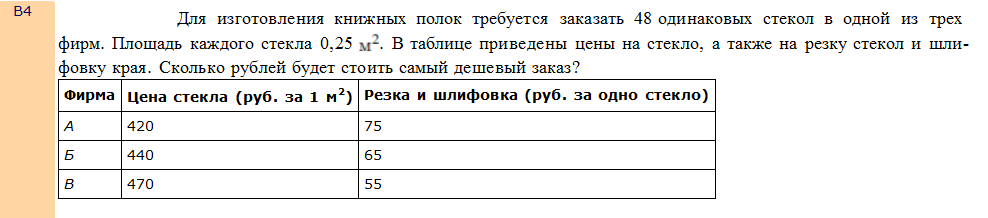 В4
Для изготовления книжных полок требуется заказать 48 одинаковых стекол в одной из трех
фирм. Площадь каждого стекла 0,25 м². В таблице приведены цены на стекло, а также на резку стекол и шли-
фовку края. Сколько рублей будет стоить самый дешевый заказ?
Фирма Цена стекла (руб. за 1 м²) Резка и шлифовка (руб. за одно стекло)
А 420 75
Б 440 65
В 470 55